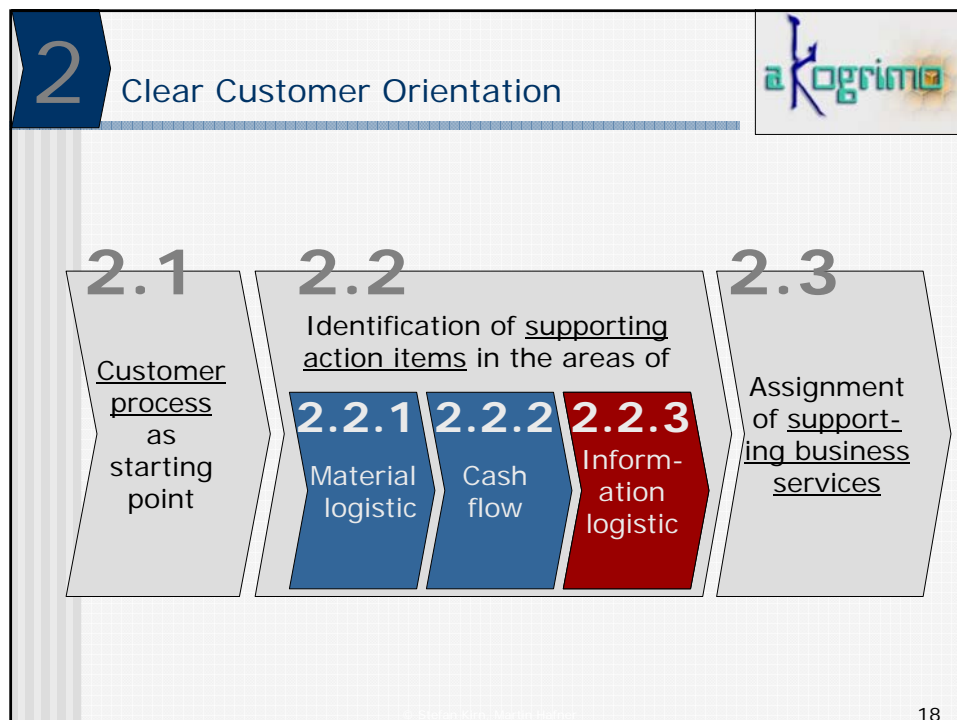 2
Clear Customer Orientation
akogrimo
2.1
Customer
process
as
starting
point
2.2
Identification of supporting
action items in the areas of
2.2.1
Material
logistic
2.2.2
Cash
flow
2.2.3
Inform-
ation
logistic
2.3
Assignment
of support-
ing business
services
18